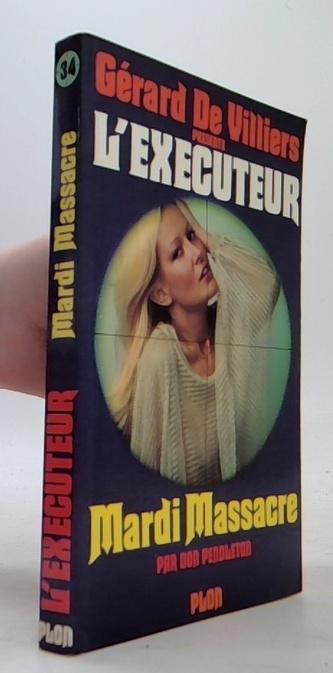 34
Mardi Massacre
L'EXECUTEUR
PLON
Gérard De Villiers
PRÉSENTE
L'EXECUTEUR
Mardi Massacre
PAR DON PENDLETON
PLON